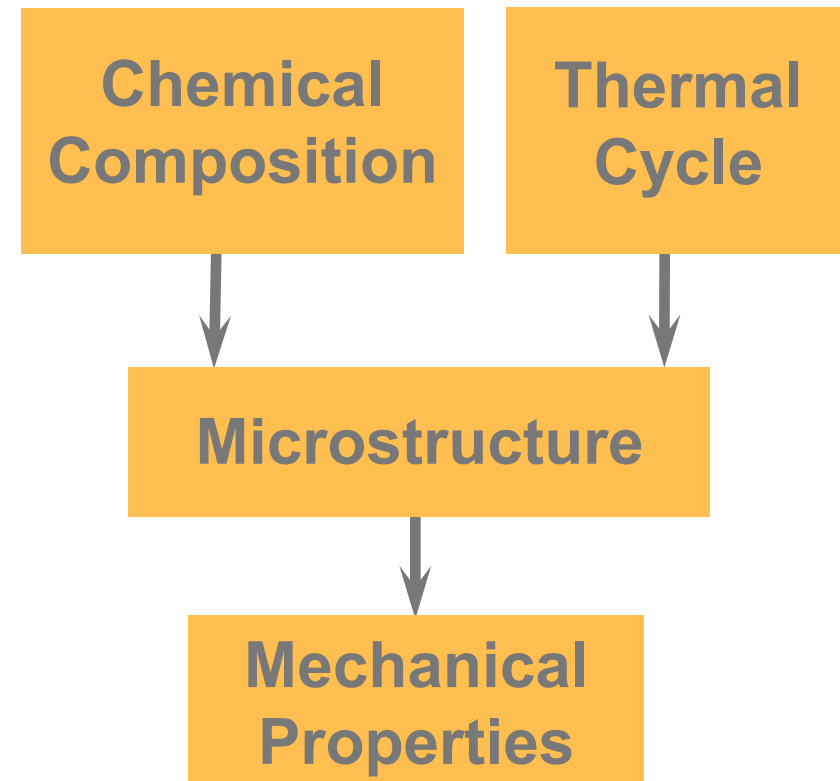 Chemical
Composition
Thermal
Cycle
Microstructure
Mechanical
Properties